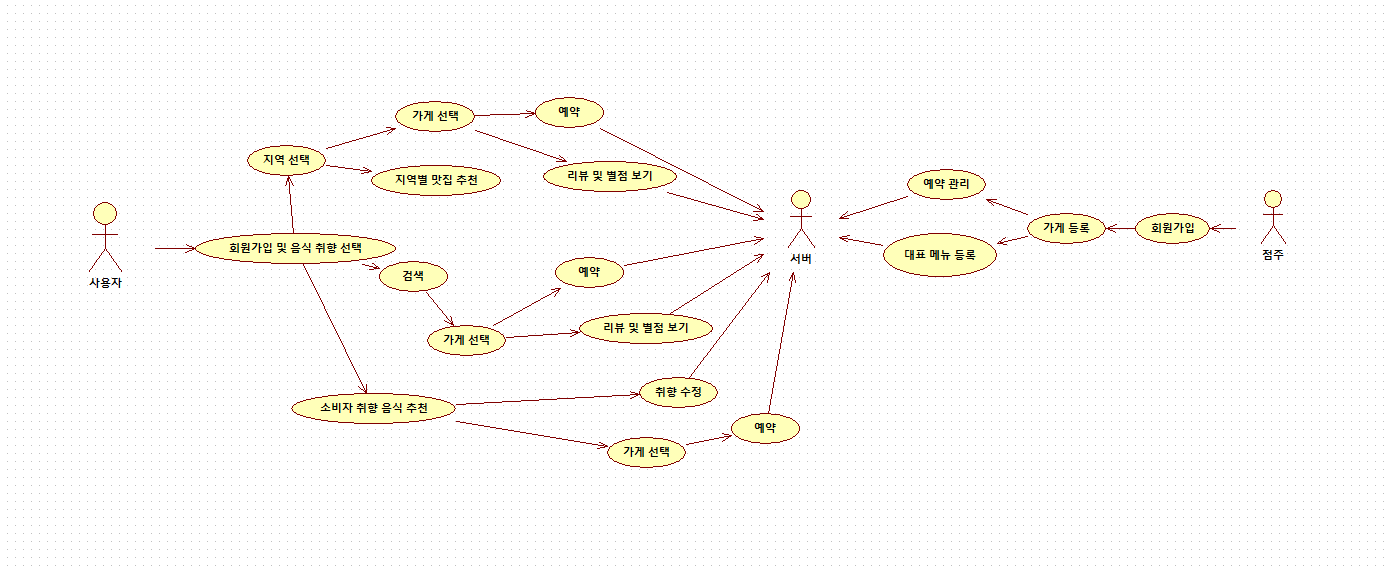 가게 선택
예약
지역 선택
지역별 맛집 추천
리뷰 및 별점 보기
예약 관리
가게 등록
회원가입
회원가입 및 음식 취향 선택
대표 메뉴 등록
서버
점주
사용자
검색
예약
가게 선택
리뷰 및 별점 보기
취향 수정
소비자 취향 음식 추천
예약
가게 선택